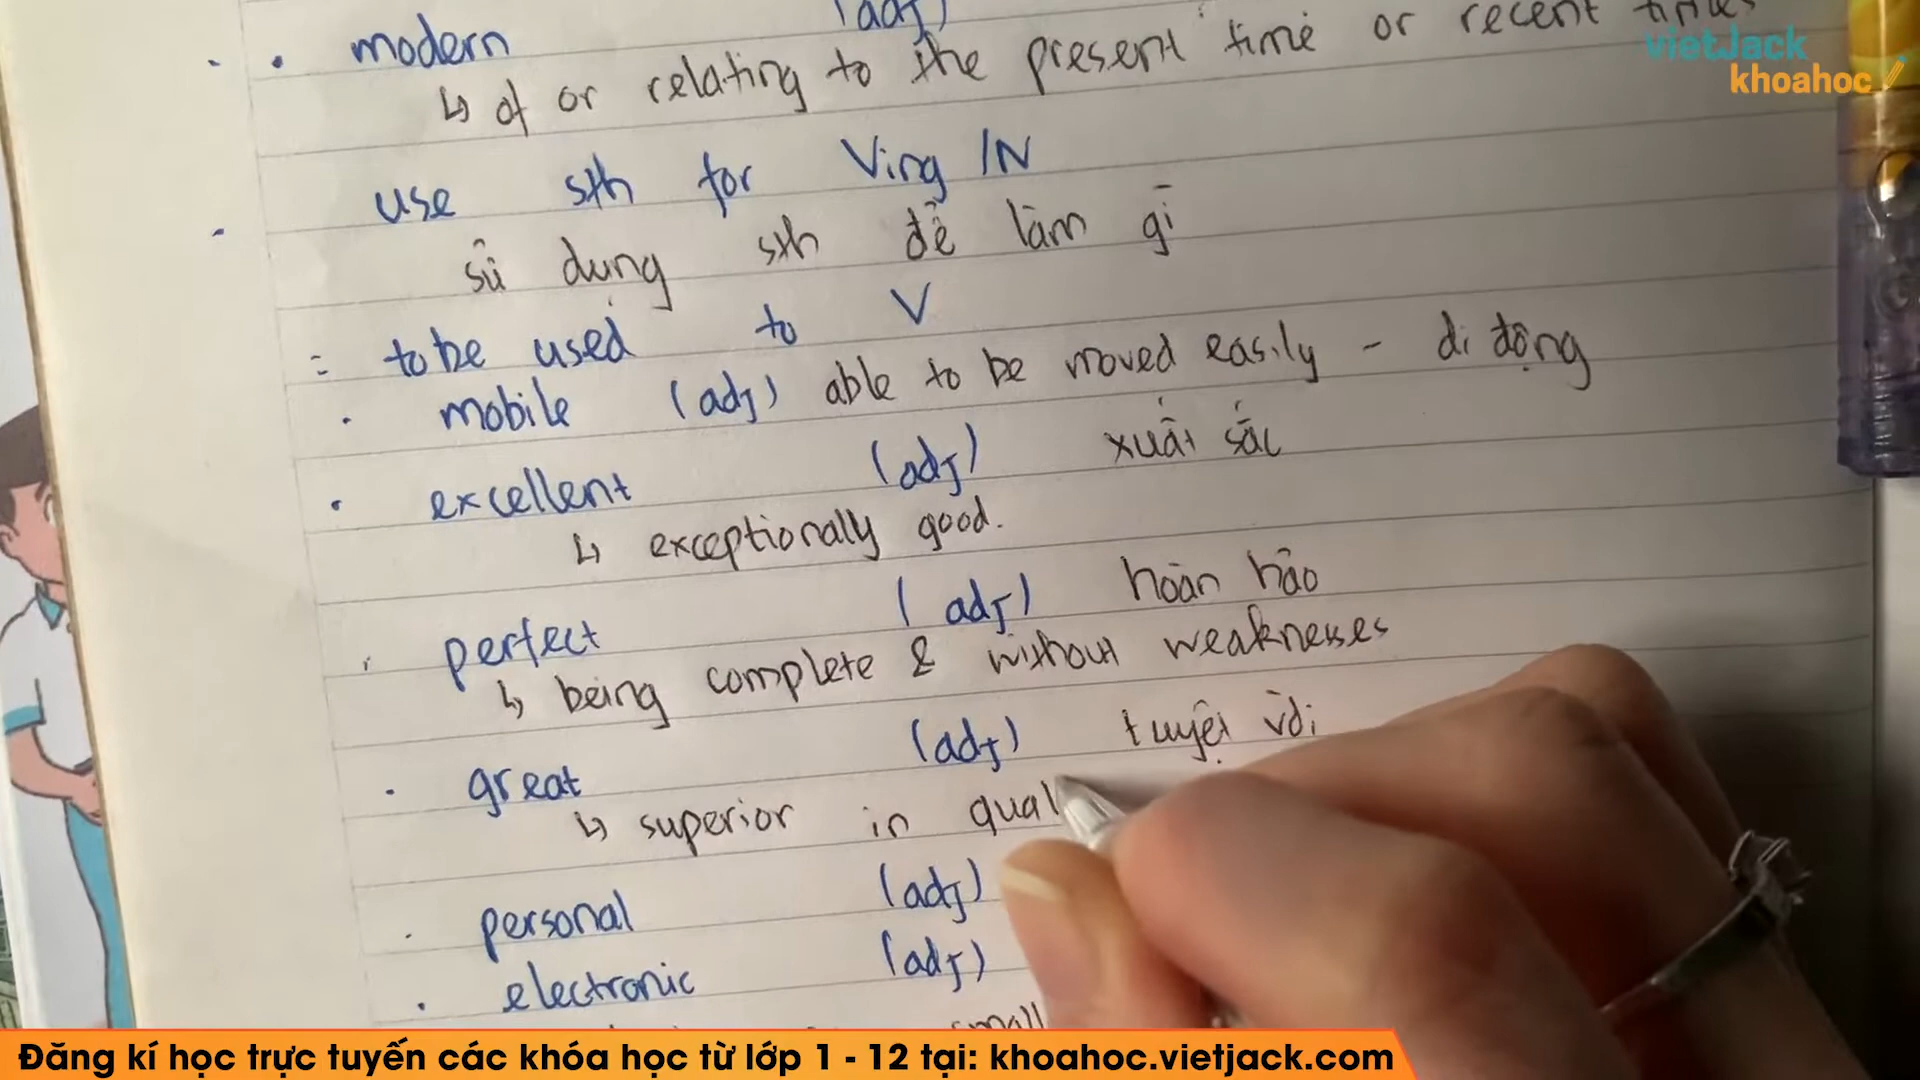 modern (adj)
↳ of or relating to the present time or recent times
use sth for Ving /N
sử dụng sth để làm gì
= to be used to V
mobile (adj) able to be moved easily - di động
excellent (adj) xuất sắc
↳ exceptionally good.
perfect (adj) hoàn hảo
↳ being complete & without weaknesses
great (adj) tuyệt vời
↳ superior in qual
personal (adj)
electronic (adj)
small
vietJack
khoahoc
Đăng kí học trực tuyến các khóa học từ lớp 1 - 12 tại: khoahoc.vietjack.com